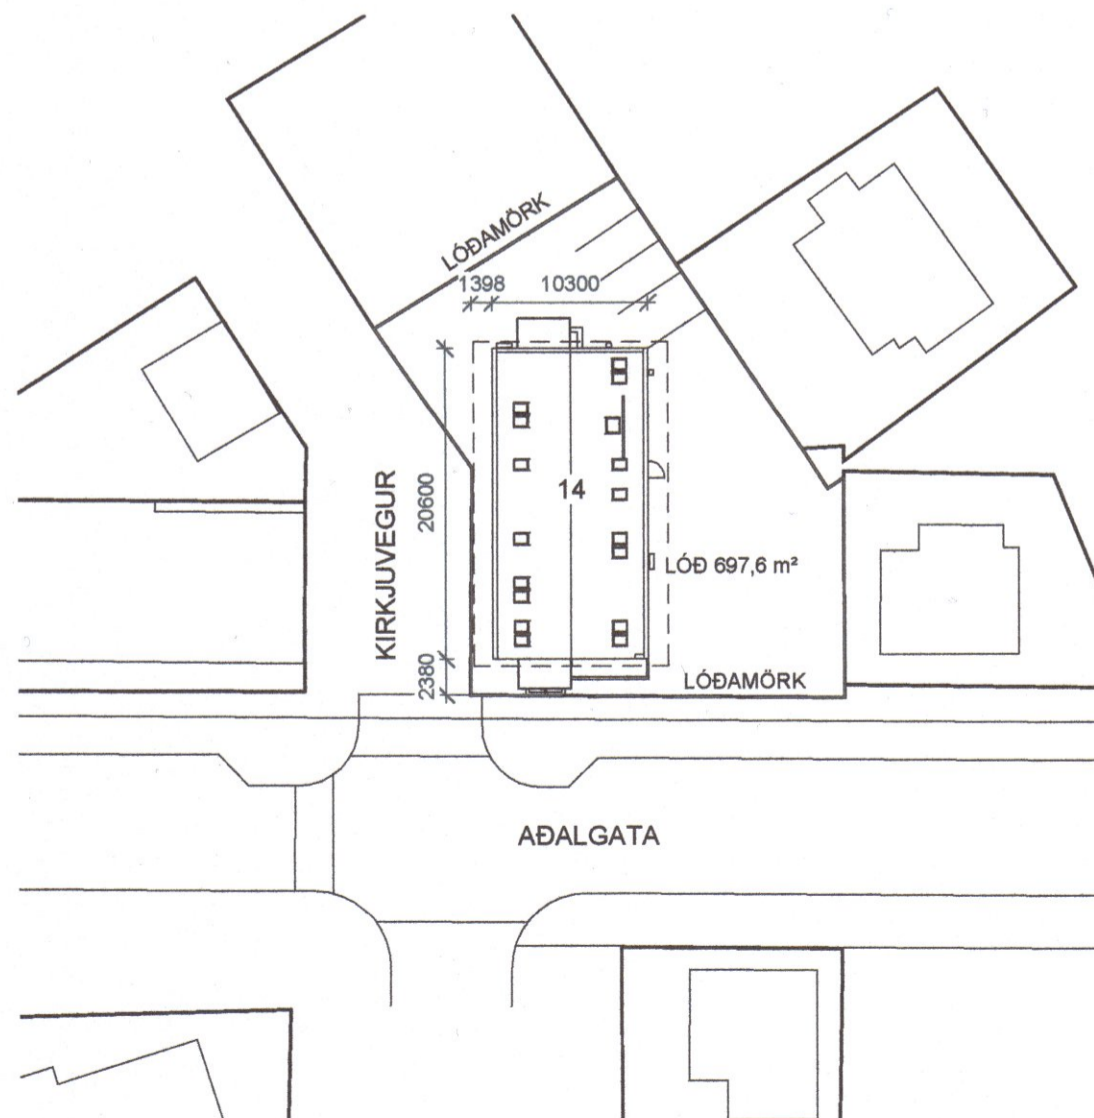 LÓÐAMÖRK
1398
10300
20600
14
KIRKJUVEGUR
LÓÐ 697,6 m²
2380
LÓÐAMÖRK
AÐALGATA